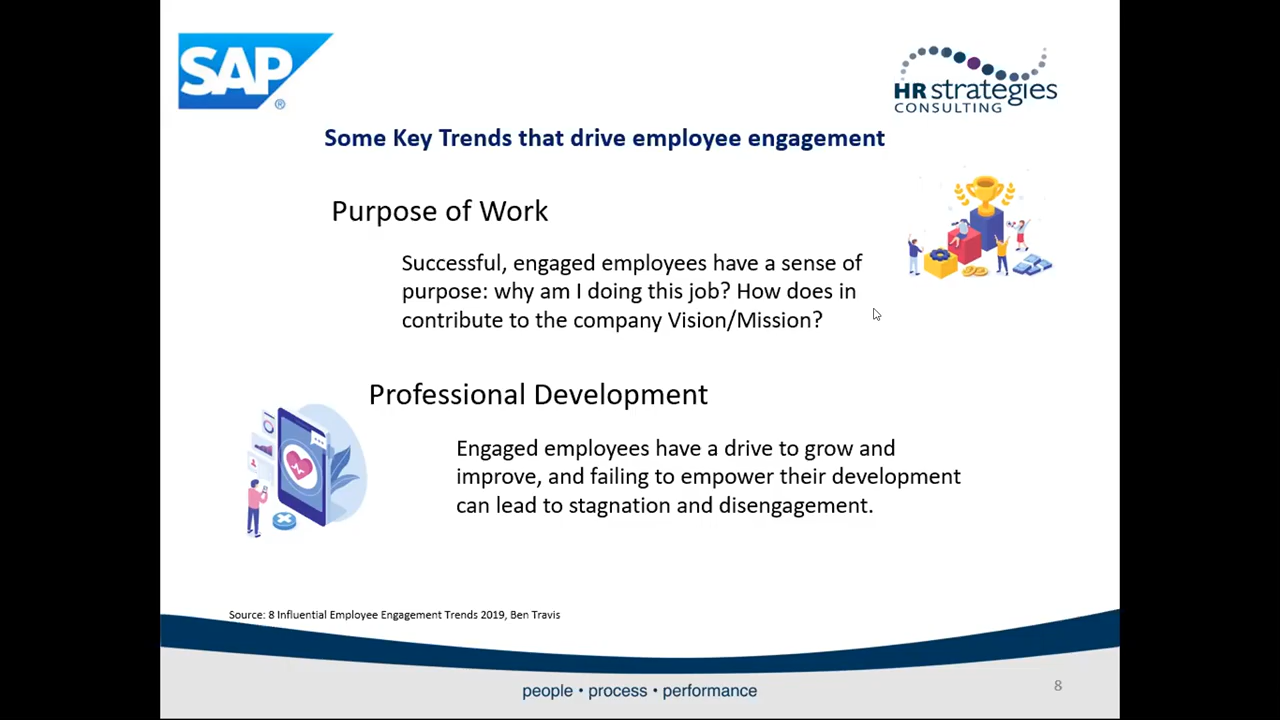 SAP
®
HR strategies
CONSULTING
Some Key Trends that drive employee engagement
Purpose of Work
Successful, engaged employees have a sense of
purpose: why am I doing this job? How does in
contribute to the company Vision/Mission?
Professional Development
Engaged employees have a drive to grow and
improve, and failing to empower their development
can lead to stagnation and disengagement.
Source: 8 Influential Employee Engagement Trends 2019, Ben Travis
people • process • performance
8